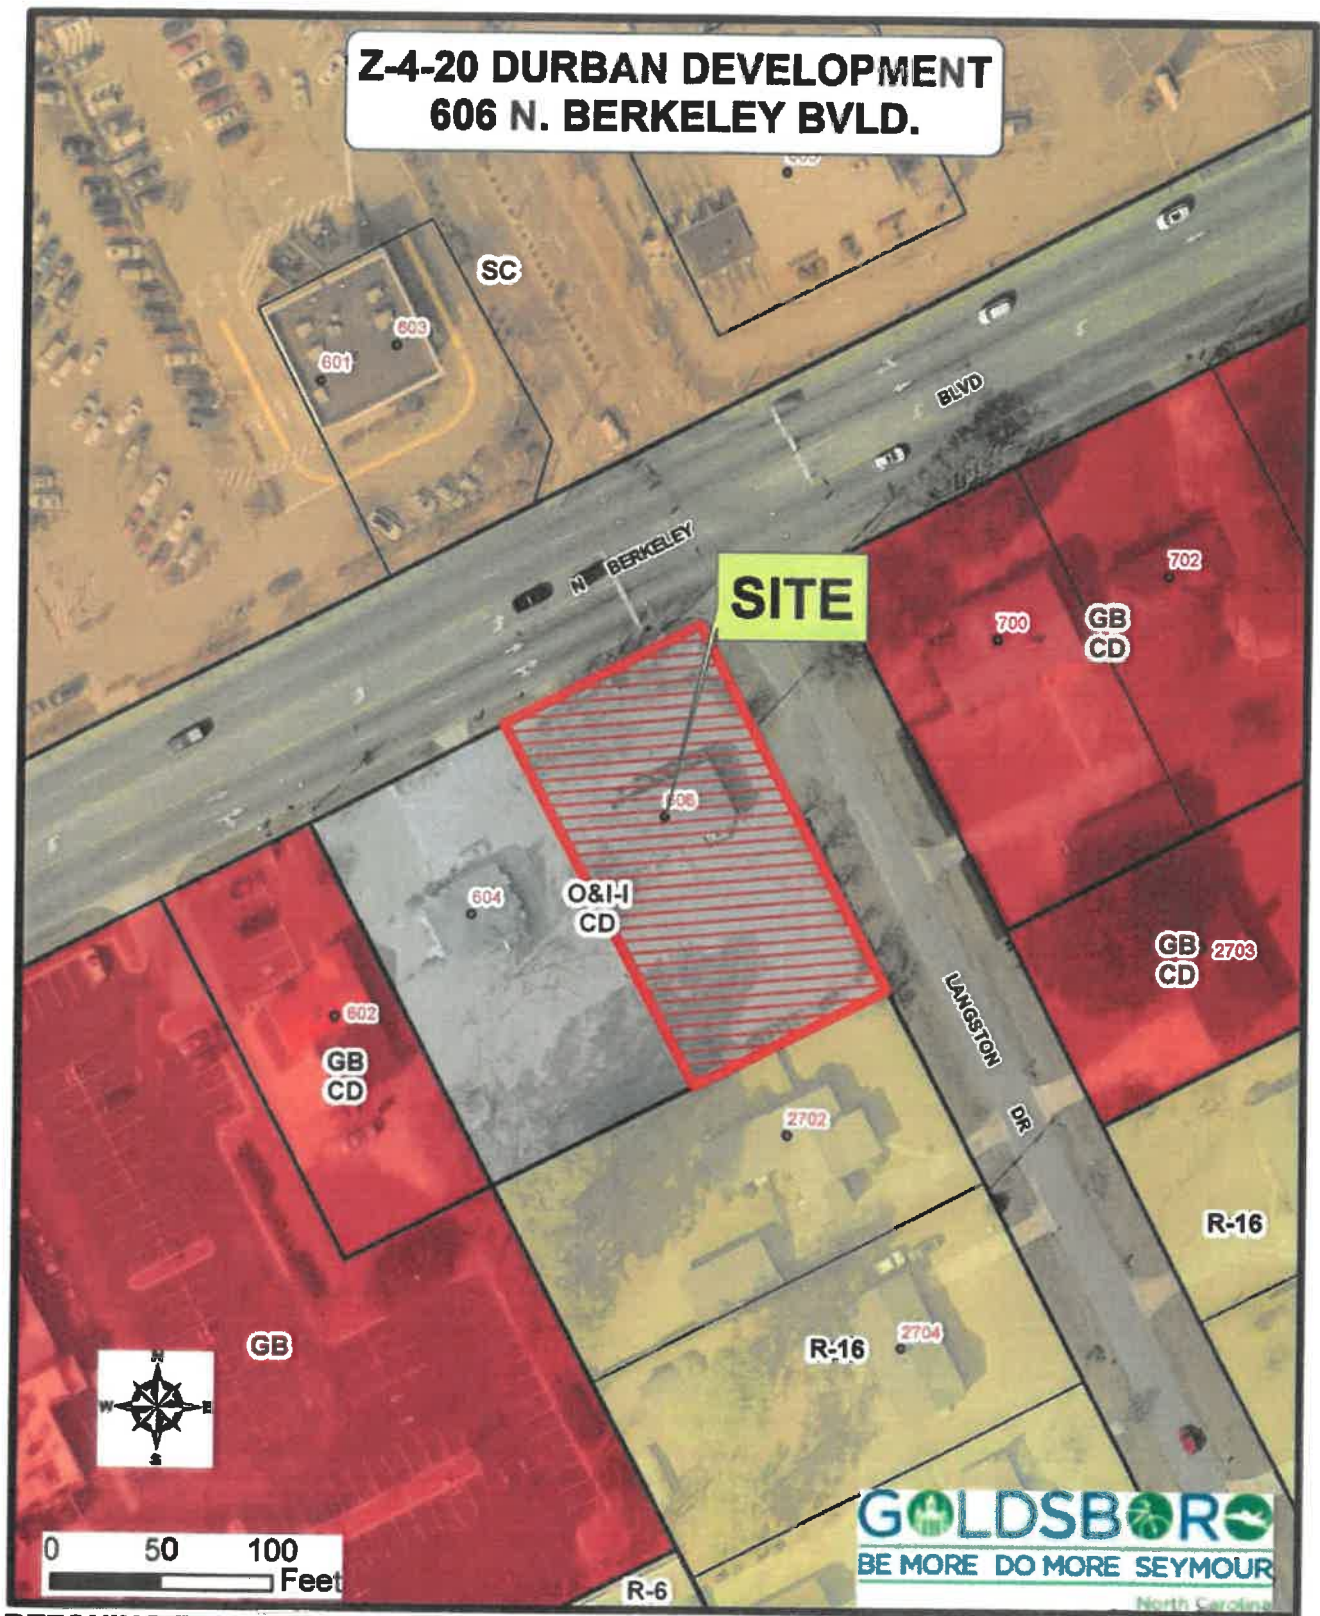 Z-4-20 DURBAN DEVELOPMENT
606 N. BERKELEY BVLD.
SC
603
601
BLVD
N BERKELEY
SITE
702
700
GB
CD
606
604
O&I-I
CD
GB
CD
2703
602
GB
CD
LANGSTON
DR
2702
R-16
R-16
2704
GB
N
W
E
S
0 50 100
Feet
GOLDSBORO
BE MORE DO MORE SEYMOUR
North Carolina
R-6